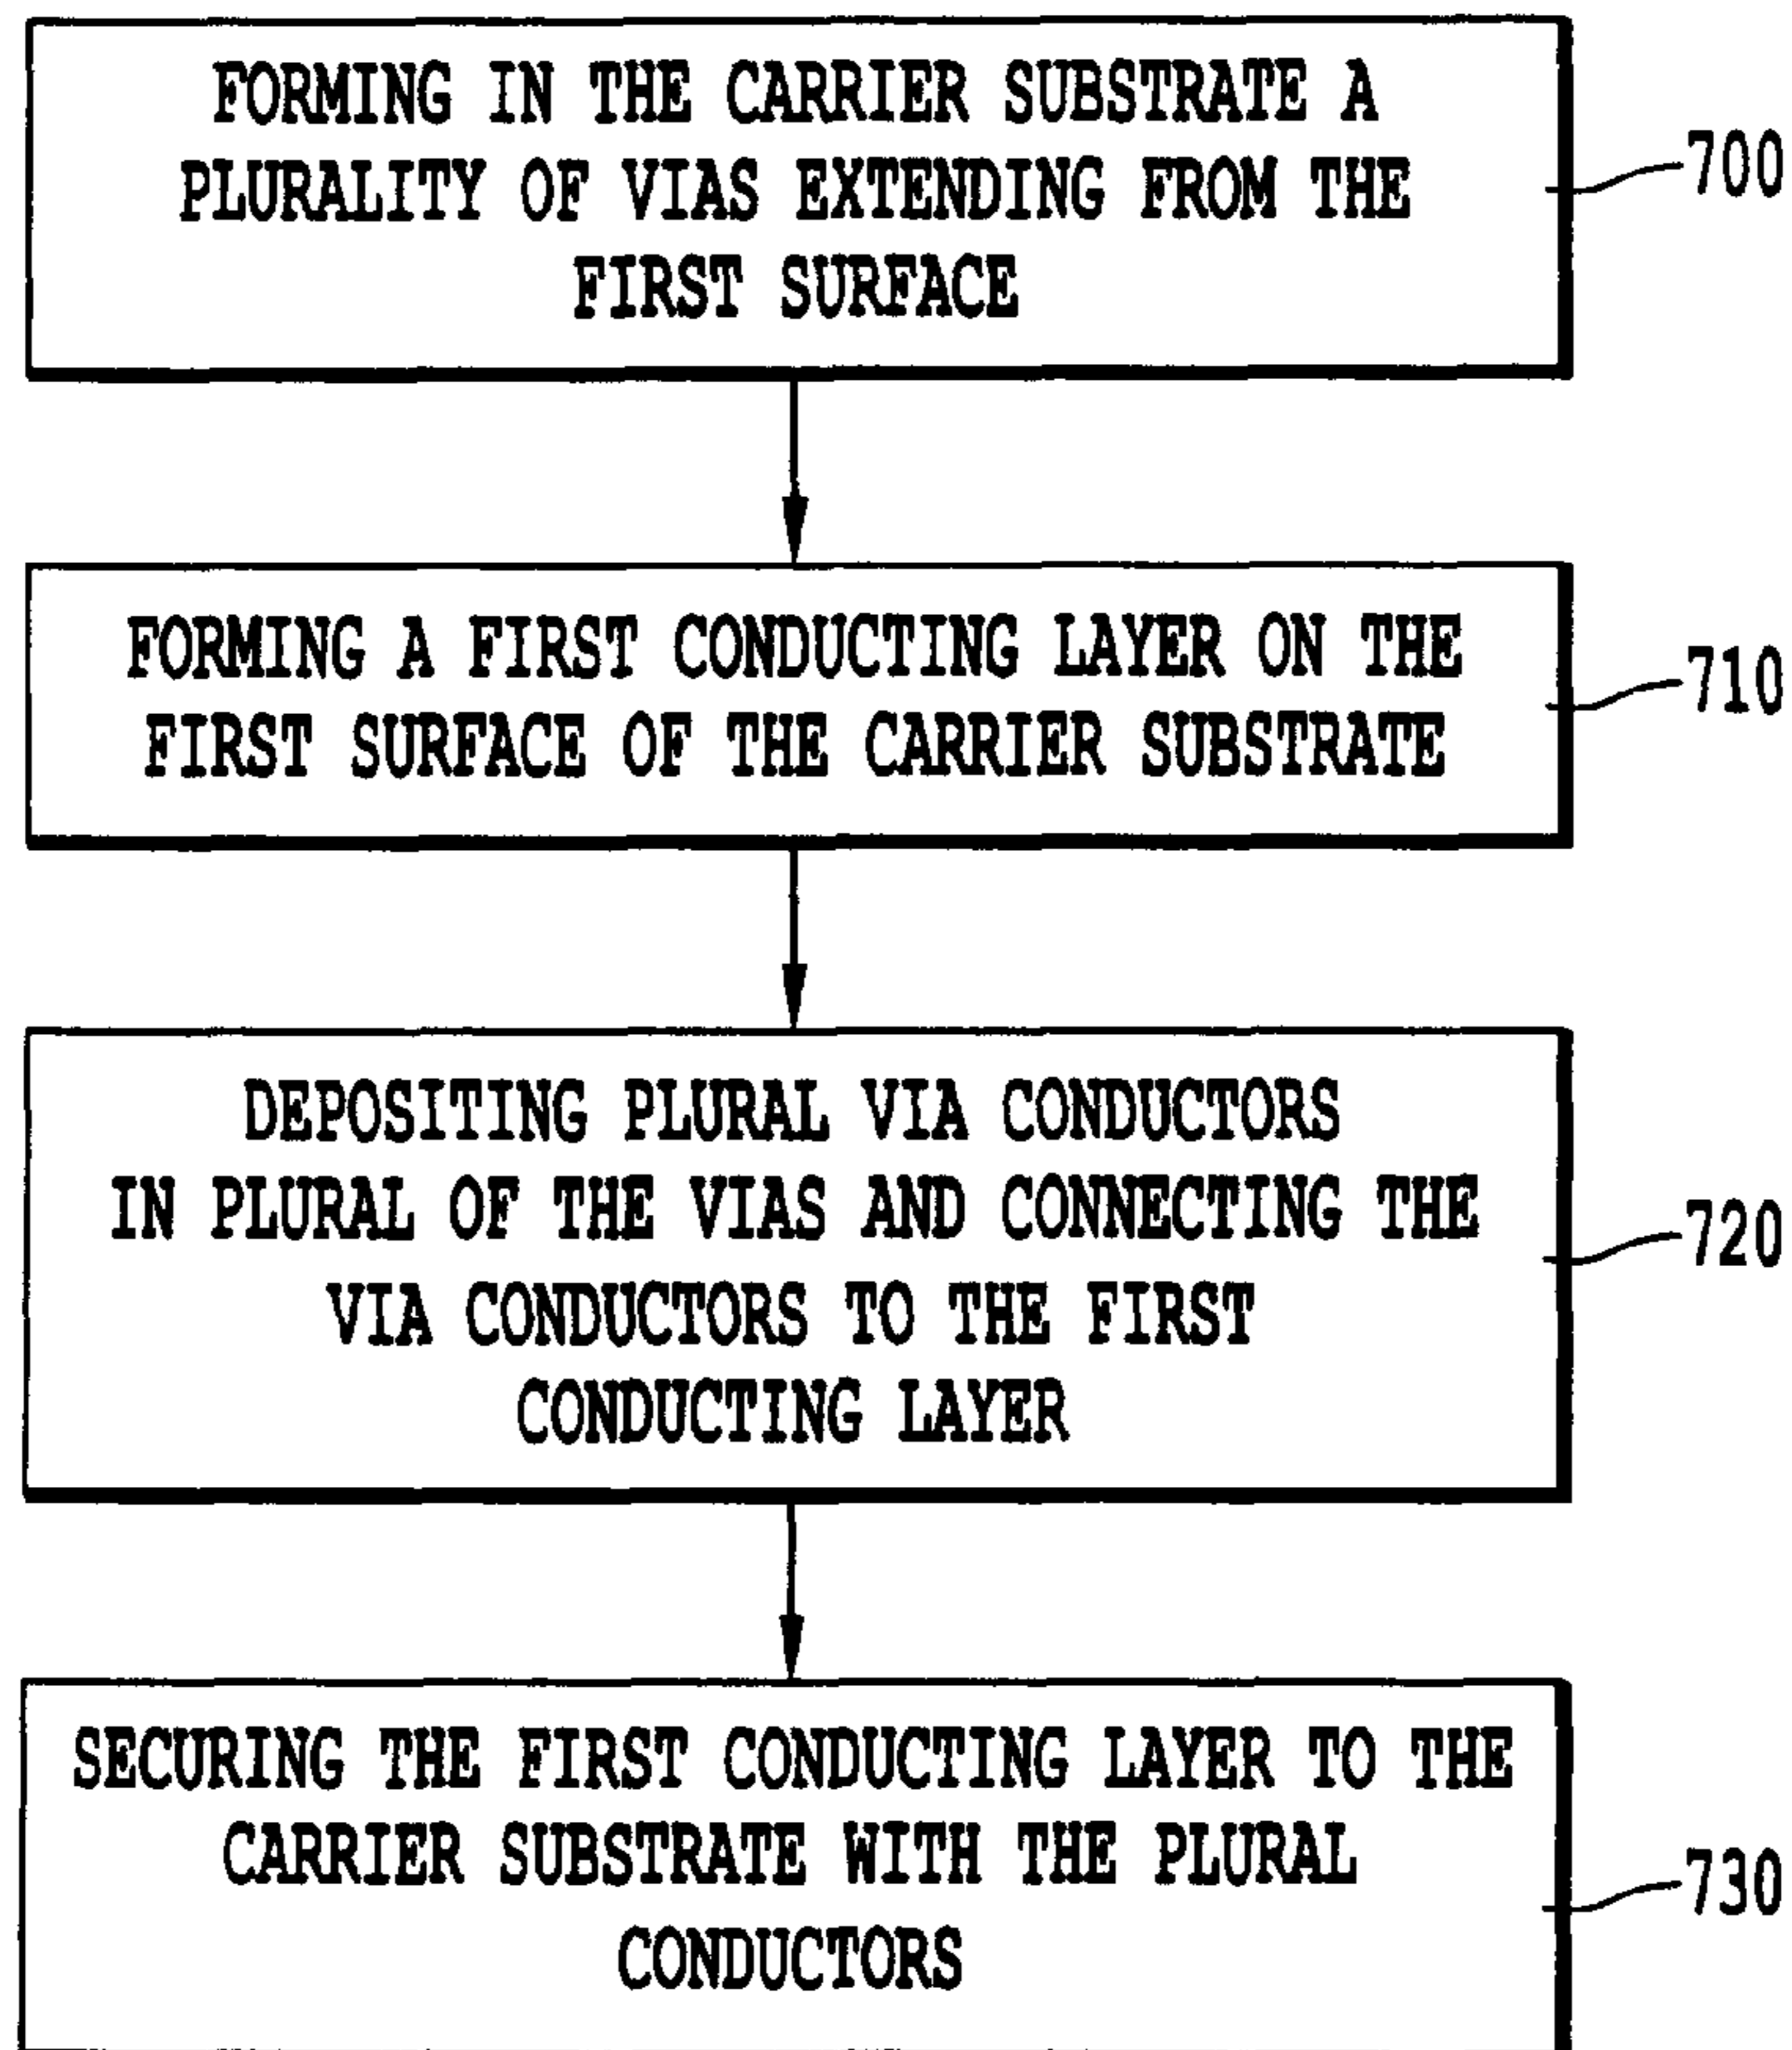 FORMING IN THE CARRIER SUBSTRATE A
PLURALITY OF VIAS EXTENDING FROM THE
FIRST SURFACE
700
FORMING A FIRST CONDUCTING LAYER ON THE
FIRST SURFACE OF THE CARRIER SUBSTRATE
710
DEPOSITING PLURAL VIA CONDUCTORS
IN PLURAL OF THE VIAS AND CONNECTING THE
VIA CONDUCTORS TO THE FIRST
CONDUCTING LAYER
720
SECURING THE FIRST CONDUCTING LAYER TO THE
CARRIER SUBSTRATE WITH THE PLURAL
CONDUCTORS
730